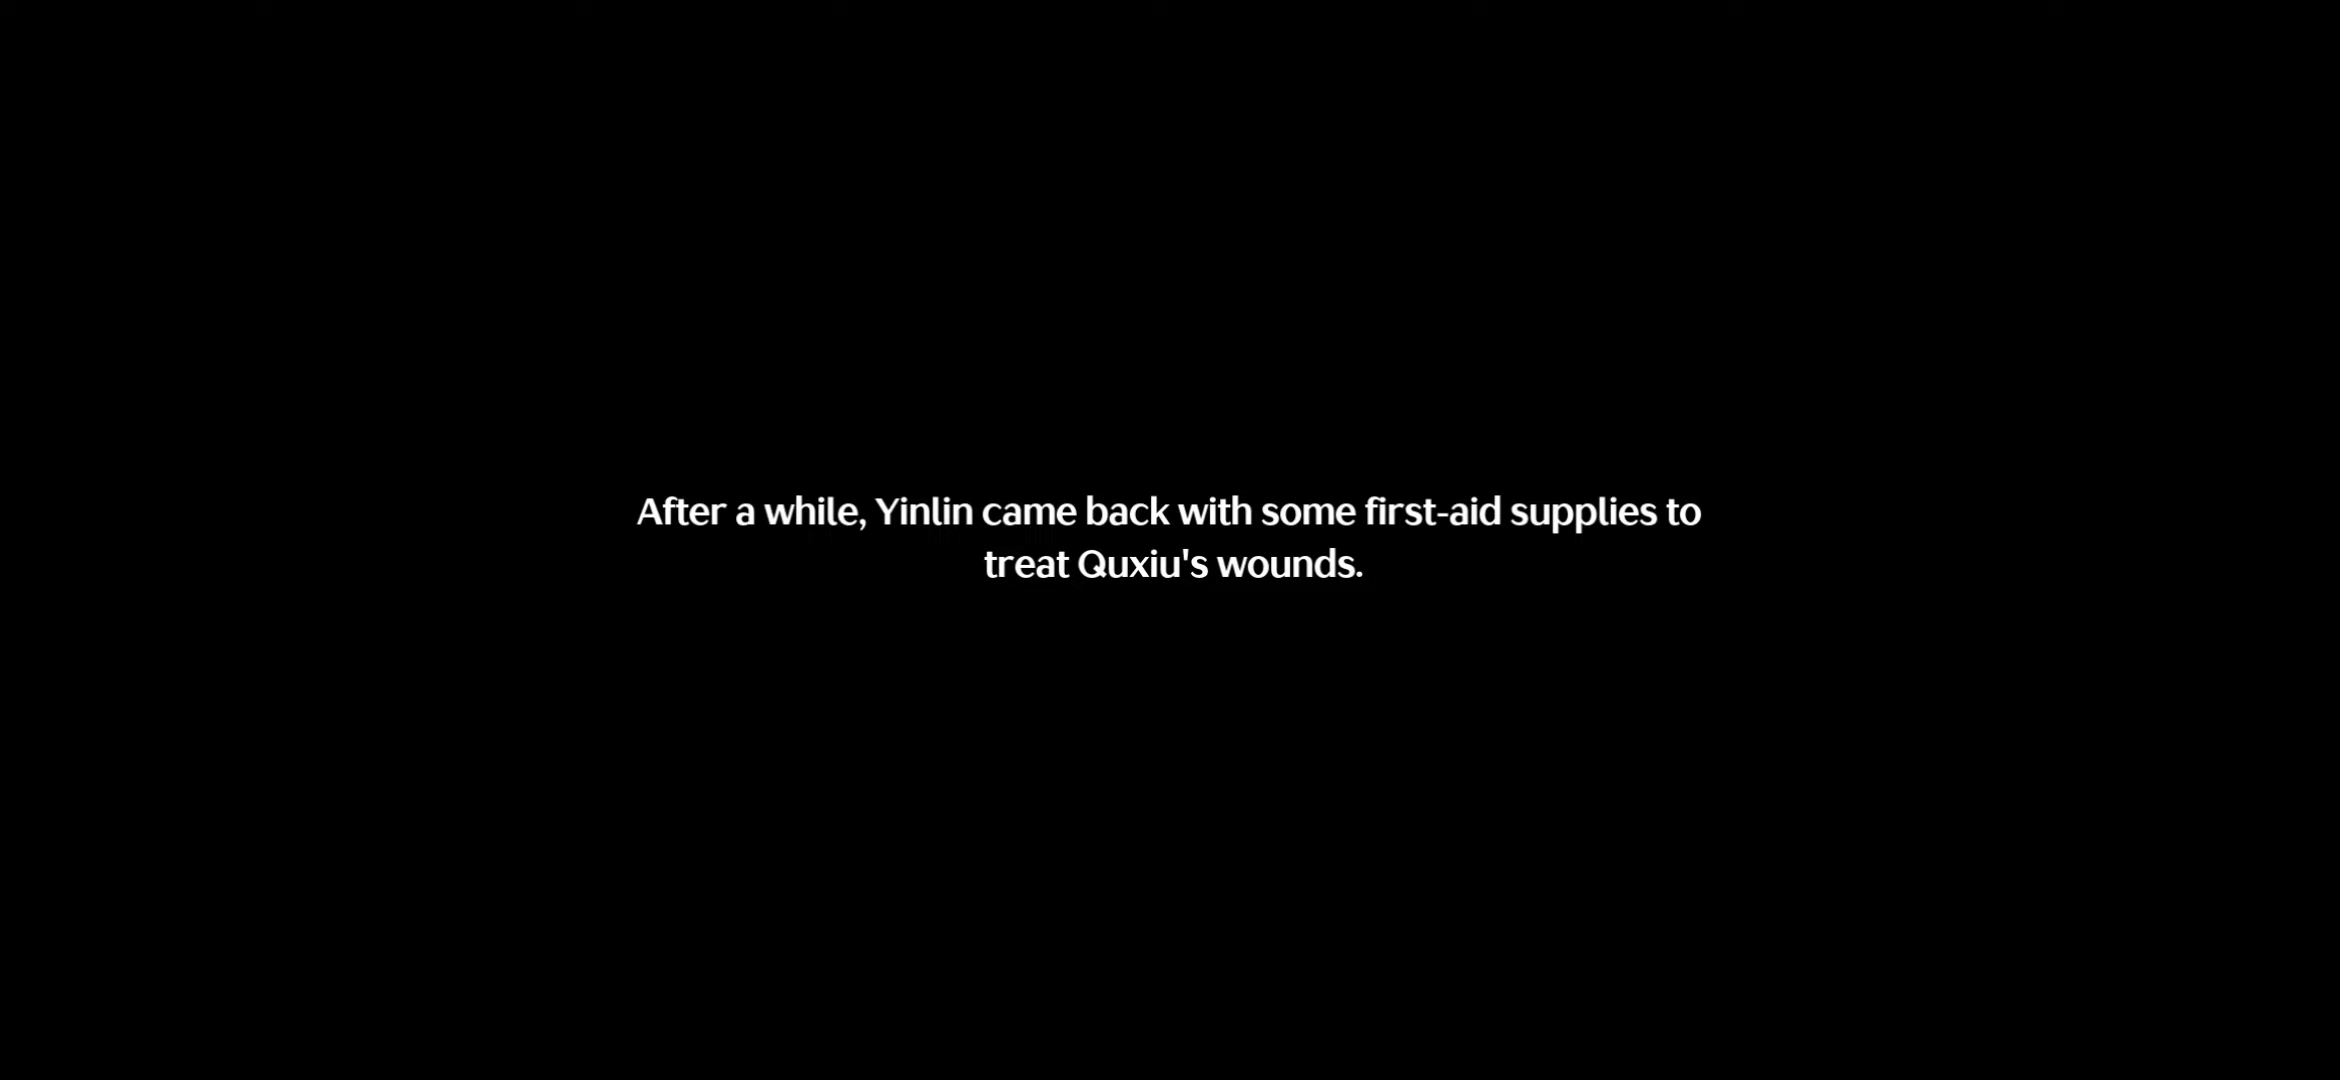 After a while, Yinlin came back with some first-aid supplies to
treat Quxiu's wounds.